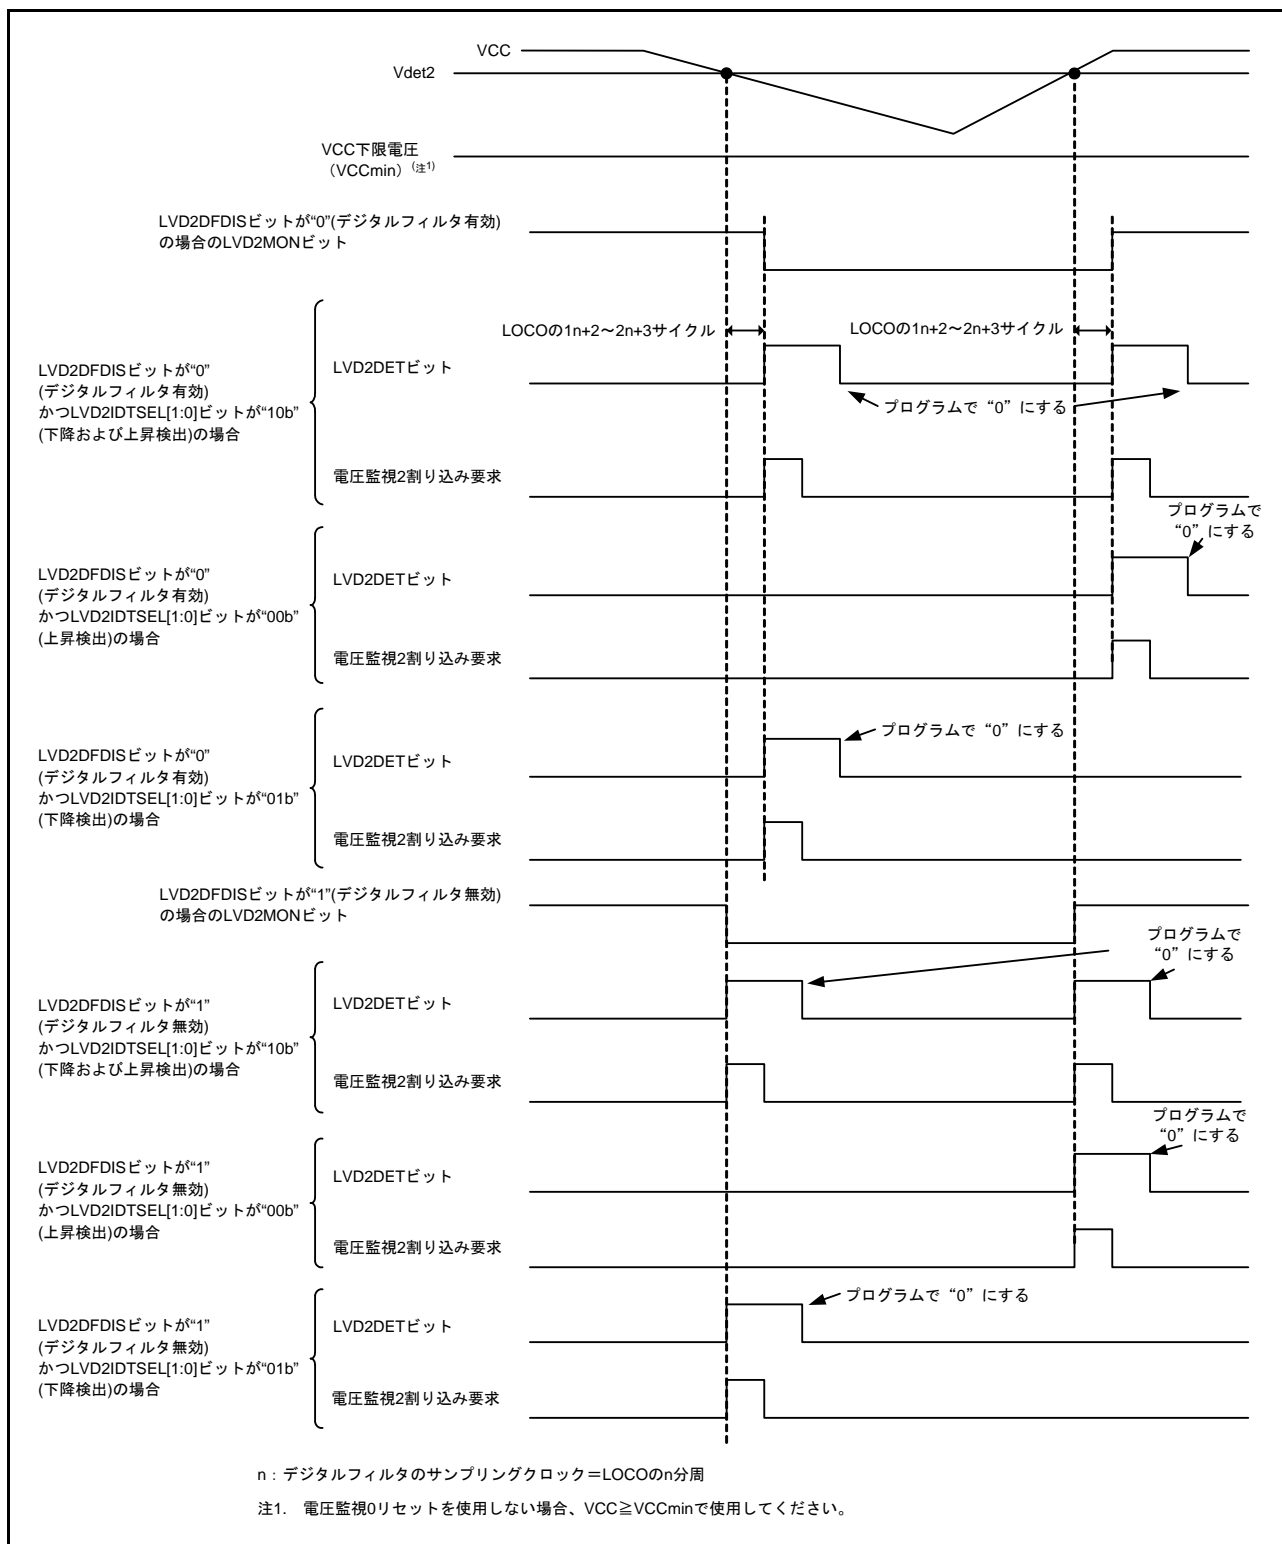 VCC
Vdet2
VCC下限電圧
（VCCmin）(注1)
LVD2DFDISビットが“0”(デジタルフィルタ有効)
の場合のLVD2MONビット
LOCOの1n+2～2n+3サイクル
LOCOの1n+2～2n+3サイクル
LVD2DFDISビットが“0”
(デジタルフィルタ有効)
かつLVD2IDTSEL[1:0]ビットが“10b”
(下降および上昇検出)の場合
LVD2DETビット
プログラムで“0”にする
電圧監視2割り込み要求
プログラムで
“0”にする
LVD2DFDISビットが“0”
(デジタルフィルタ有効)
かつLVD2IDTSEL[1:0]ビットが“00b”
(上昇検出)の場合
LVD2DETビット
電圧監視2割り込み要求
プログラムで“0”にする
LVD2DFDISビットが“0”
(デジタルフィルタ有効)
かつLVD2IDTSEL[1:0]ビットが“01b”
(下降検出)の場合
LVD2DETビット
電圧監視2割り込み要求
LVD2DFDISビットが“1”(デジタルフィルタ無効)
の場合のLVD2MONビット
プログラムで
“0”にする
LVD2DFDISビットが“1”
(デジタルフィルタ無効)
かつLVD2IDTSEL[1:0]ビットが“10b”
(下降および上昇検出)の場合
LVD2DETビット
電圧監視2割り込み要求
プログラムで
“0”にする
LVD2DFDISビットが“1”
(デジタルフィルタ無効)
かつLVD2IDTSEL[1:0]ビットが“00b”
(上昇検出)の場合
LVD2DETビット
電圧監視2割り込み要求
プログラムで“0”にする
LVD2DFDISビットが“1”
(デジタルフィルタ無効)
かつLVD2IDTSEL[1:0]ビットが“01b”
(下降検出)の場合
LVD2DETビット
電圧監視2割り込み要求
n：デジタルフィルタのサンプリングクロック＝LOCOのn分周
注1. 電圧監視0リセットを使用しない場合、VCC≧VCCminで使用してください。